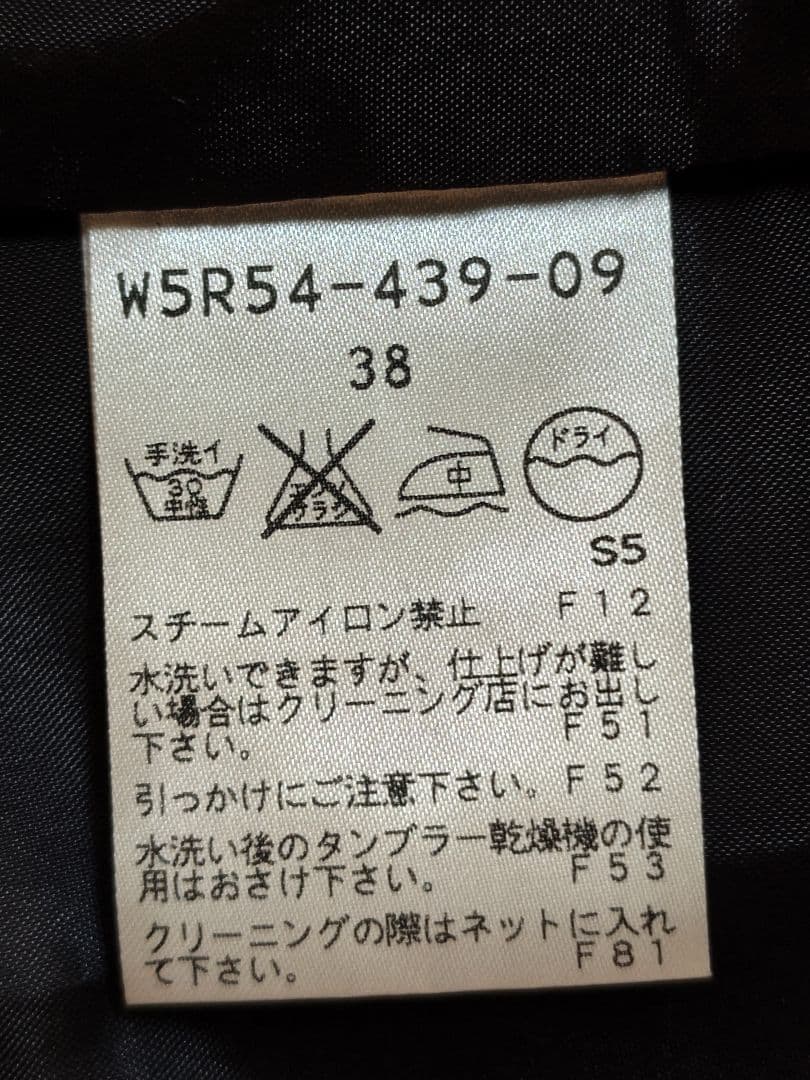 W5R54-439-09
38
手洗イ
30
中性
エンソ
サラシ
中
ドライ
S5
スチームアイロン禁止 F12
水洗いできますが、仕上げが難し
い場合はクリーニング店にお出し
下さい。 F51
引っかけにご注意下さい。F52
水洗い後のタンブラー乾燥機の使
用はおさけ下さい。 F53
クリーニングの際はネットに入れ
て下さい。 F81